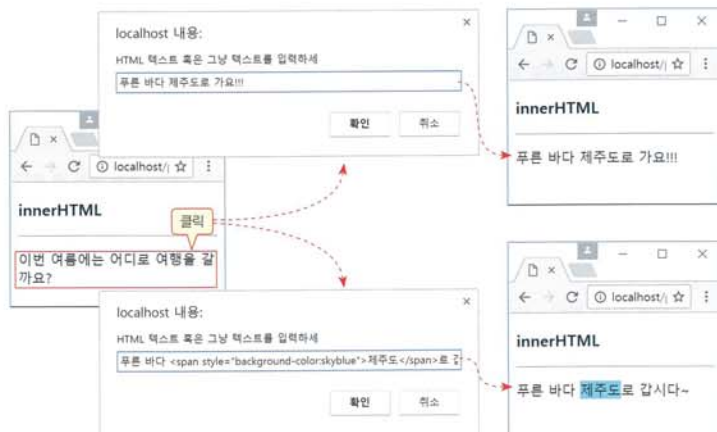 localhost 내용:
HTML 텍스트 혹은 그냥 텍스트를 입력하세
푸른 바다 제주도로 가요!!!
확인 취소
localhost/
innerHTML
푸른 바다 제주도로 가요!!!
localhost/
innerHTML
클릭
이번 여름에는 어디로 여행을 갈
까요?
localhost 내용:
HTML 텍스트 혹은 그냥 텍스트를 입력하세
푸른 바다 <span style="background-color:skyblue">제주도</span>로 갑
확인 취소
localhost/
innerHTML
푸른 바다 제주도로 갑시다~